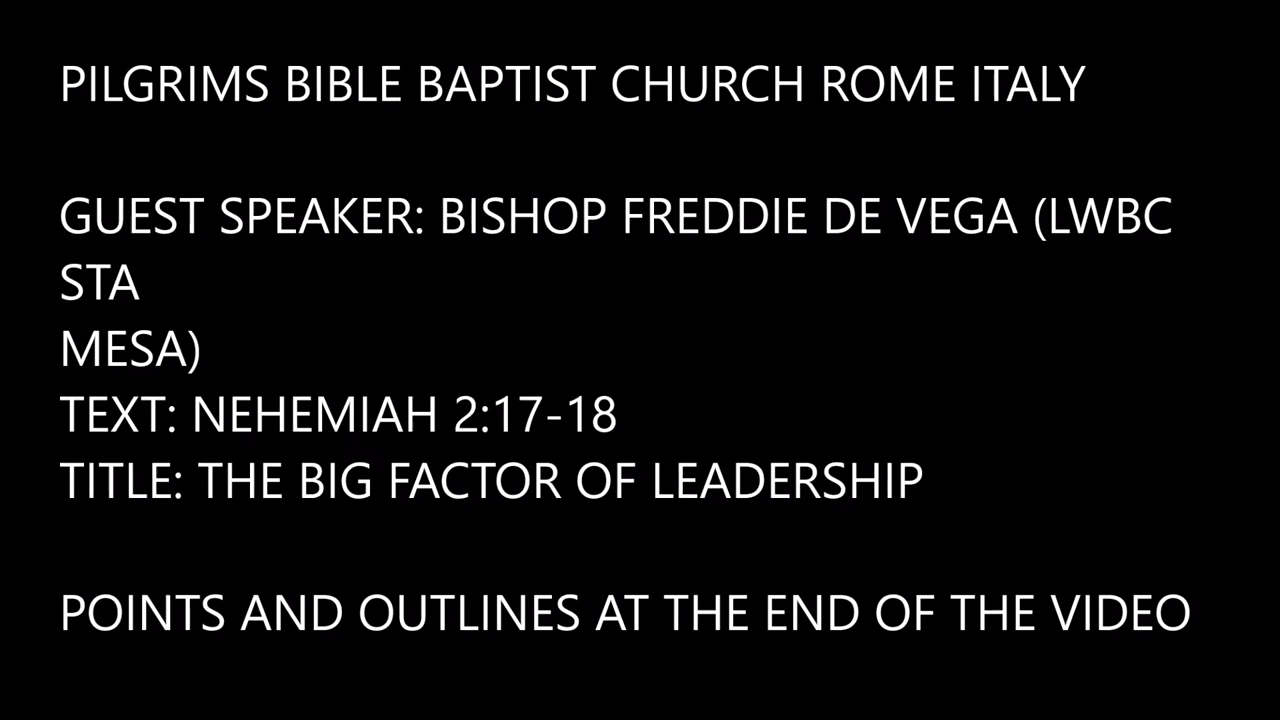 PILGRIMS BIBLE BAPTIST CHURCH ROME ITALY
GUEST SPEAKER: BISHOP FREDDIE DE VEGA (LWBC
STA
MESA)
TEXT: NEHEMIAH 2:17-18
TITLE: THE BIG FACTOR OF LEADERSHIP
POINTS AND OUTLINES AT THE END OF THE VIDEO